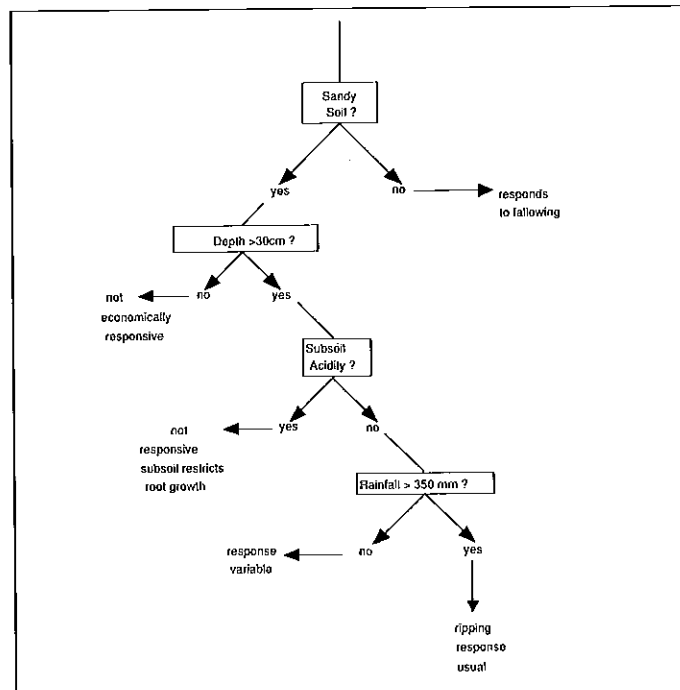 Sandy
Soil ?
yes
no
responds
to fallowing
Depth >30cm ?
not
economically
responsive
no
yes
Subsoil
Acidity ?
not
responsive
subsoil restricts
root growth
yes
no
Rainfall > 350 mm ?
response
variable
no
yes
ripping
response
usual